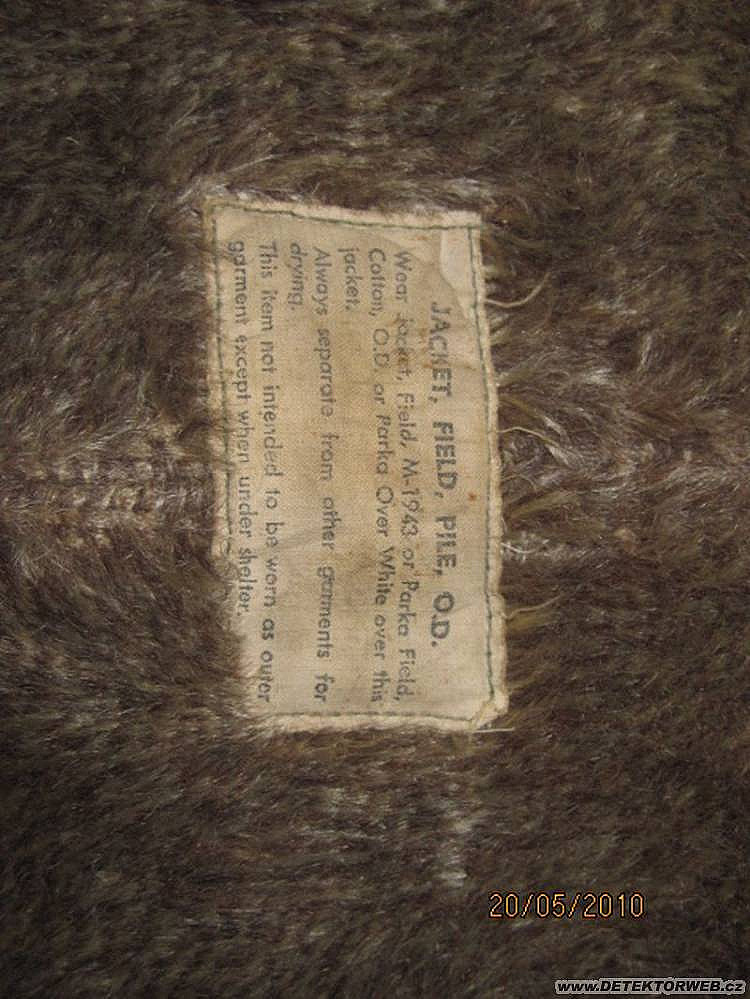 JACKET, FIELD, PILE, O.D.
Wear jacket, Field, M-1943 or Parka Field,
Cotton, O.D. or Parka Over White over this
jacket.
Always separate from other garments for
drying.
This item not intended to be worn as outer
garment except when under shelter.
20/05/2010
www.DETEKTORWEB.cz